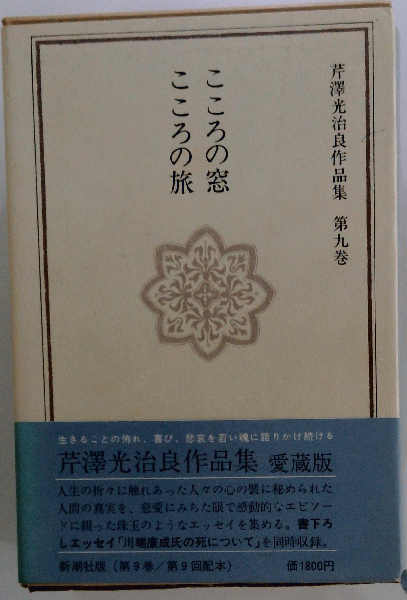 芹澤光治良作品集 第九巻
こころの窓
こころの旅
生きることの怖れ、喜び、悲哀を若い魂に語りかけ続ける
芹澤光治良作品集 愛蔵版
人生の折々に触れあった人々の心の襞に秘められた
人間の真実を、慈愛にみちた眼で感動的なエピソー
ドに綴った珠玉のようなエッセイを集める。書下ろ
しエッセイ「川端康成氏の死について」を同時収録。
新潮社版（第9巻／第9回配本） 価1800円